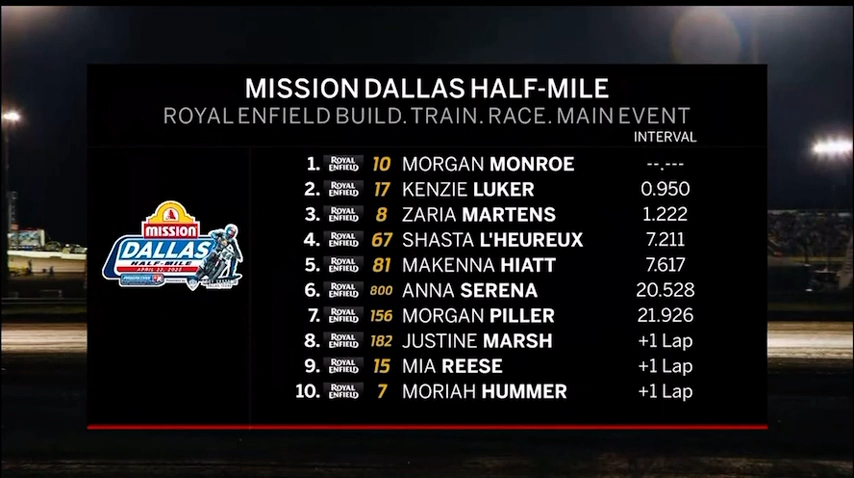 MISSION DALLAS HALF-MILE
ROYAL ENFIELD BUILD. TRAIN. RACE. MAIN EVENT
INTERVAL
1. ROYAL ENFIELD 10 MORGAN MONROE --.---
2. ROYAL ENFIELD 17 KENZIE LUKER 0.950
3. ROYAL ENFIELD 8 ZARIA MARTENS 1.222
4. ROYAL ENFIELD 67 SHASTA L'HEUREUX 7.211
5. ROYAL ENFIELD 81 MAKENNA HIATT 7.617
6. ROYAL ENFIELD 800 ANNA SERENA 20.528
7. ROYAL ENFIELD 156 MORGAN PILLER 21.926
8. ROYAL ENFIELD 182 JUSTINE MARSH +1 Lap
9. ROYAL ENFIELD 15 MIA REESE +1 Lap
10. ROYAL ENFIELD 7 MORIAH HUMMER +1 Lap
MISSION
DALLAS
HALF-MILE